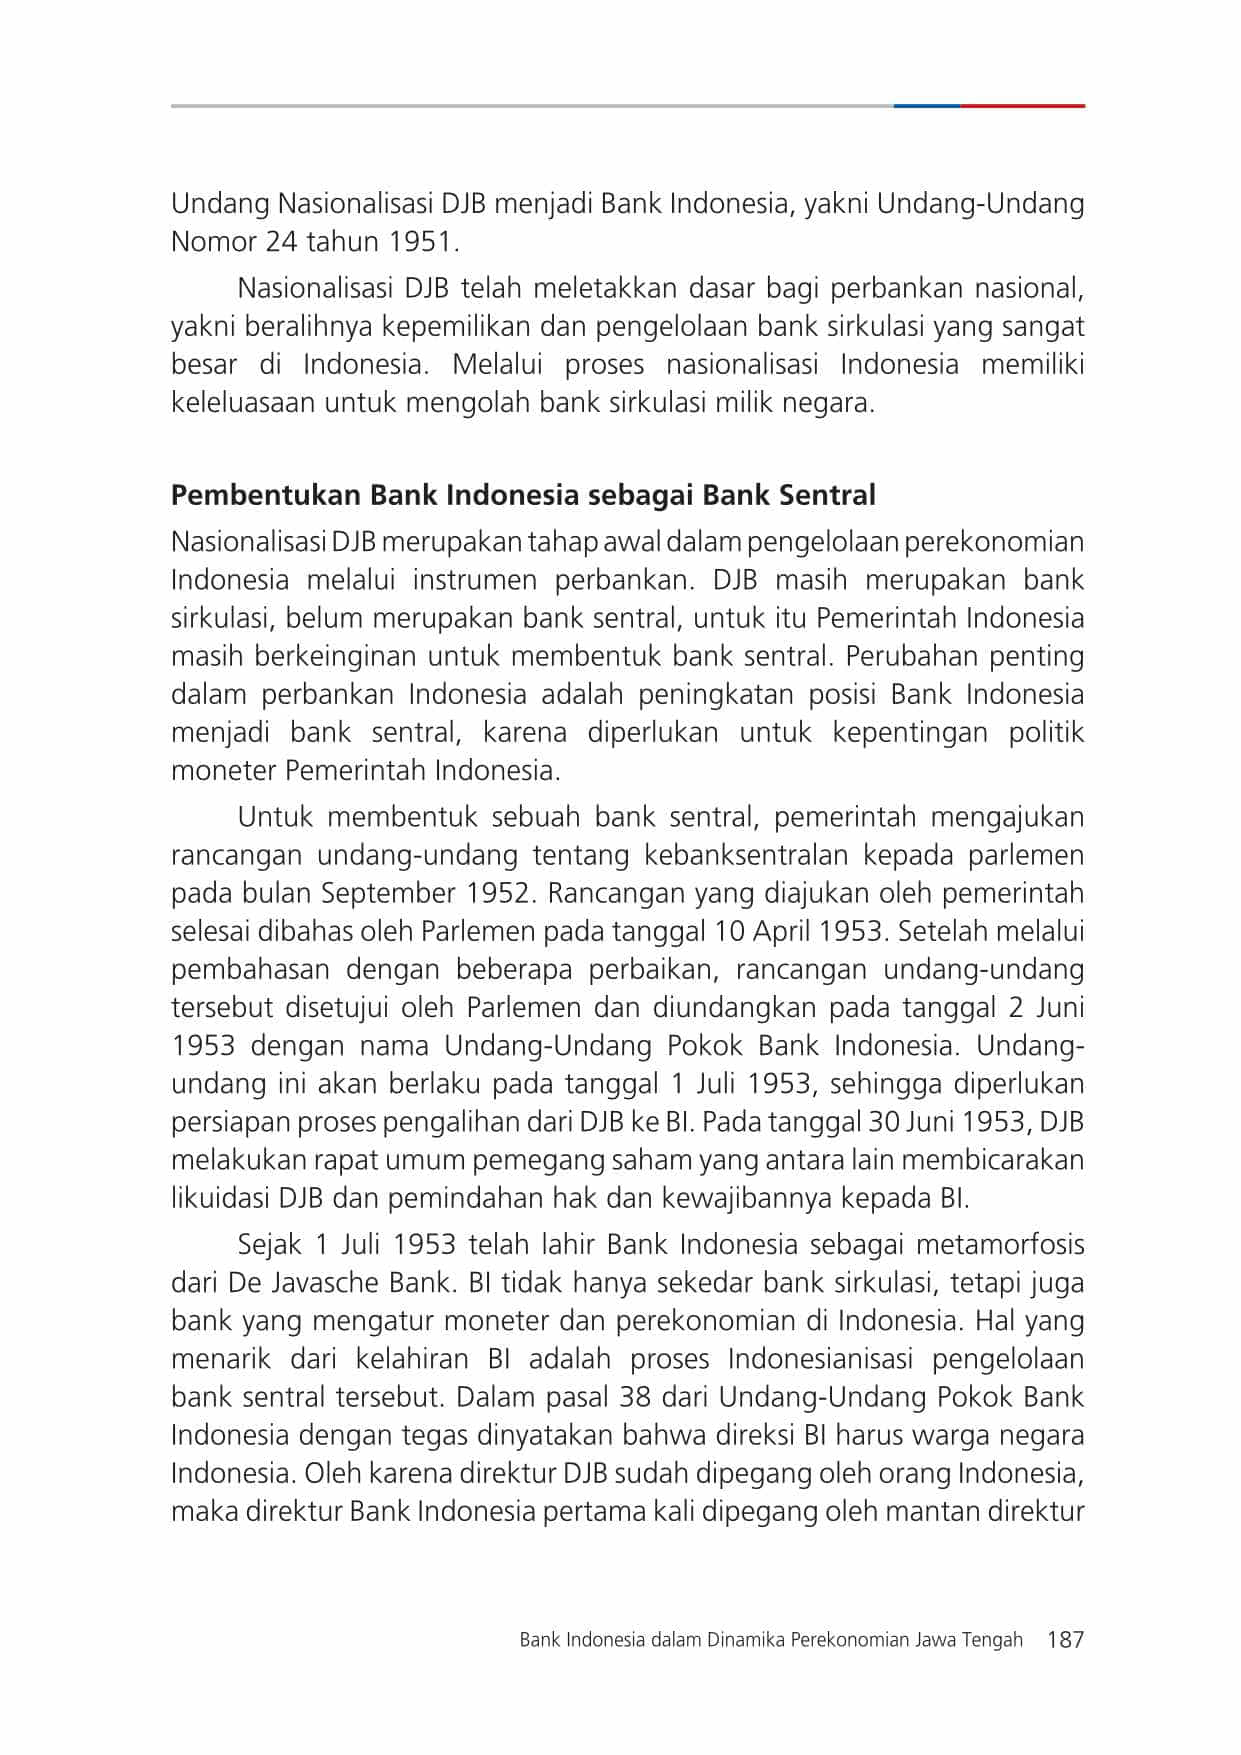 Undang Nasionalisasi DJB menjadi Bank Indonesia, yakni Undang-Undang
Nomor 24 tahun 1951.
Nasionalisasi DJB telah meletakkan dasar bagi perbankan nasional,
yakni beralihnya kepemilikan dan pengelolaan bank sirkulasi yang sangat
besar di Indonesia. Melalui proses nasionalisasi Indonesia memiliki
keleluasaan untuk mengolah bank sirkulasi milik negara.
Pembentukan Bank Indonesia sebagai Bank Sentral
Nasionalisasi DJB merupakan tahap awal dalam pengelolaan perekonomian
Indonesia melalui instrumen perbankan. DJB masih merupakan bank
sirkulasi, belum merupakan bank sentral, untuk itu Pemerintah Indonesia
masih berkeinginan untuk membentuk bank sentral. Perubahan penting
dalam perbankan Indonesia adalah peningkatan posisi Bank Indonesia
menjadi bank sentral, karena diperlukan untuk kepentingan politik
moneter Pemerintah Indonesia.
Untuk membentuk sebuah bank sentral, pemerintah mengajukan
rancangan undang-undang tentang kebanksentralan kepada parlemen
pada bulan September 1952. Rancangan yang diajukan oleh pemerintah
selesai dibahas oleh Parlemen pada tanggal 10 April 1953. Setelah melalui
pembahasan dengan beberapa perbaikan, rancangan undang-undang
tersebut disetujui oleh Parlemen dan diundangkan pada tanggal 2 Juni
1953 dengan nama Undang-Undang Pokok Bank Indonesia. Undang-
undang ini akan berlaku pada tanggal 1 Juli 1953, sehingga diperlukan
persiapan proses pengalihan dari DJB ke BI. Pada tanggal 30 Juni 1953, DJB
melakukan rapat umum pemegang saham yang antara lain membicarakan
likuidasi DJB dan pemindahan hak dan kewajibannya kepada BI.
Sejak 1 Juli 1953 telah lahir Bank Indonesia sebagai metamorfosis
dari De Javasche Bank. BI tidak hanya sekedar bank sirkulasi, tetapi juga
bank yang mengatur moneter dan perekonomian di Indonesia. Hal yang
menarik dari kelahiran BI adalah proses Indonesianisasi pengelolaan
bank sentral tersebut. Dalam pasal 38 dari Undang-Undang Pokok Bank
Indonesia dengan tegas dinyatakan bahwa direksi BI harus warga negara
Indonesia. Oleh karena direktur DJB sudah dipegang oleh orang Indonesia,
maka direktur Bank Indonesia pertama kali dipegang oleh mantan direktur
Bank Indonesia dalam Dinamika Perekonomian Jawa Tengah 187